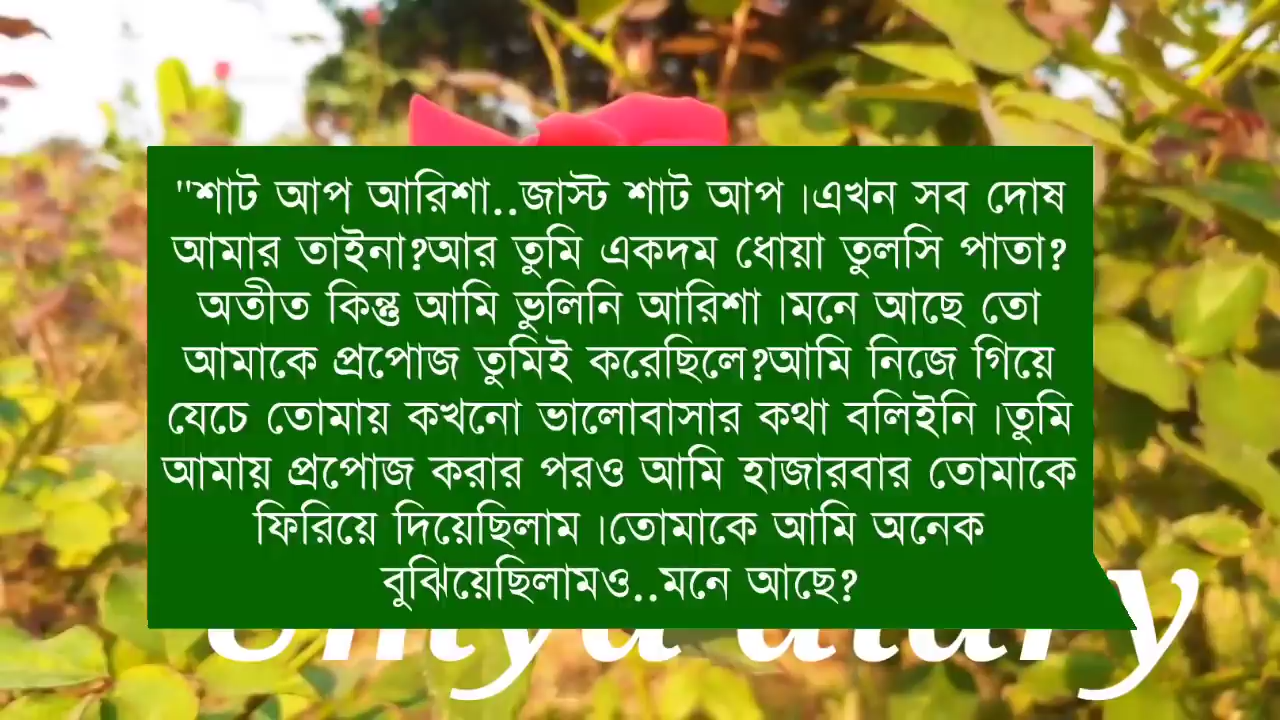 "শাট আপ আরিশা..জাস্ট শাট আপ।এখন সব দোষ
আমার তাইনা?আর তুমি একদম ধোয়া তুলসি পাতা?
অতীত কিন্তু আমি ভুলিনি আরিশা।মনে আছে তো
আমাকে প্রপোজ তুমিই করেছিলে?আমি নিজে গিয়ে
যেচে তোমায় কখনো ভালোবাসার কথা বলিইনি।তুমি
আমায় প্রপোজ করার পরও আমি হাজারবার তোমাকে
ফিরিয়ে দিয়েছিলাম।তোমাকে আমি অনেক
বুঝিয়েছিলামও..মনে আছে?